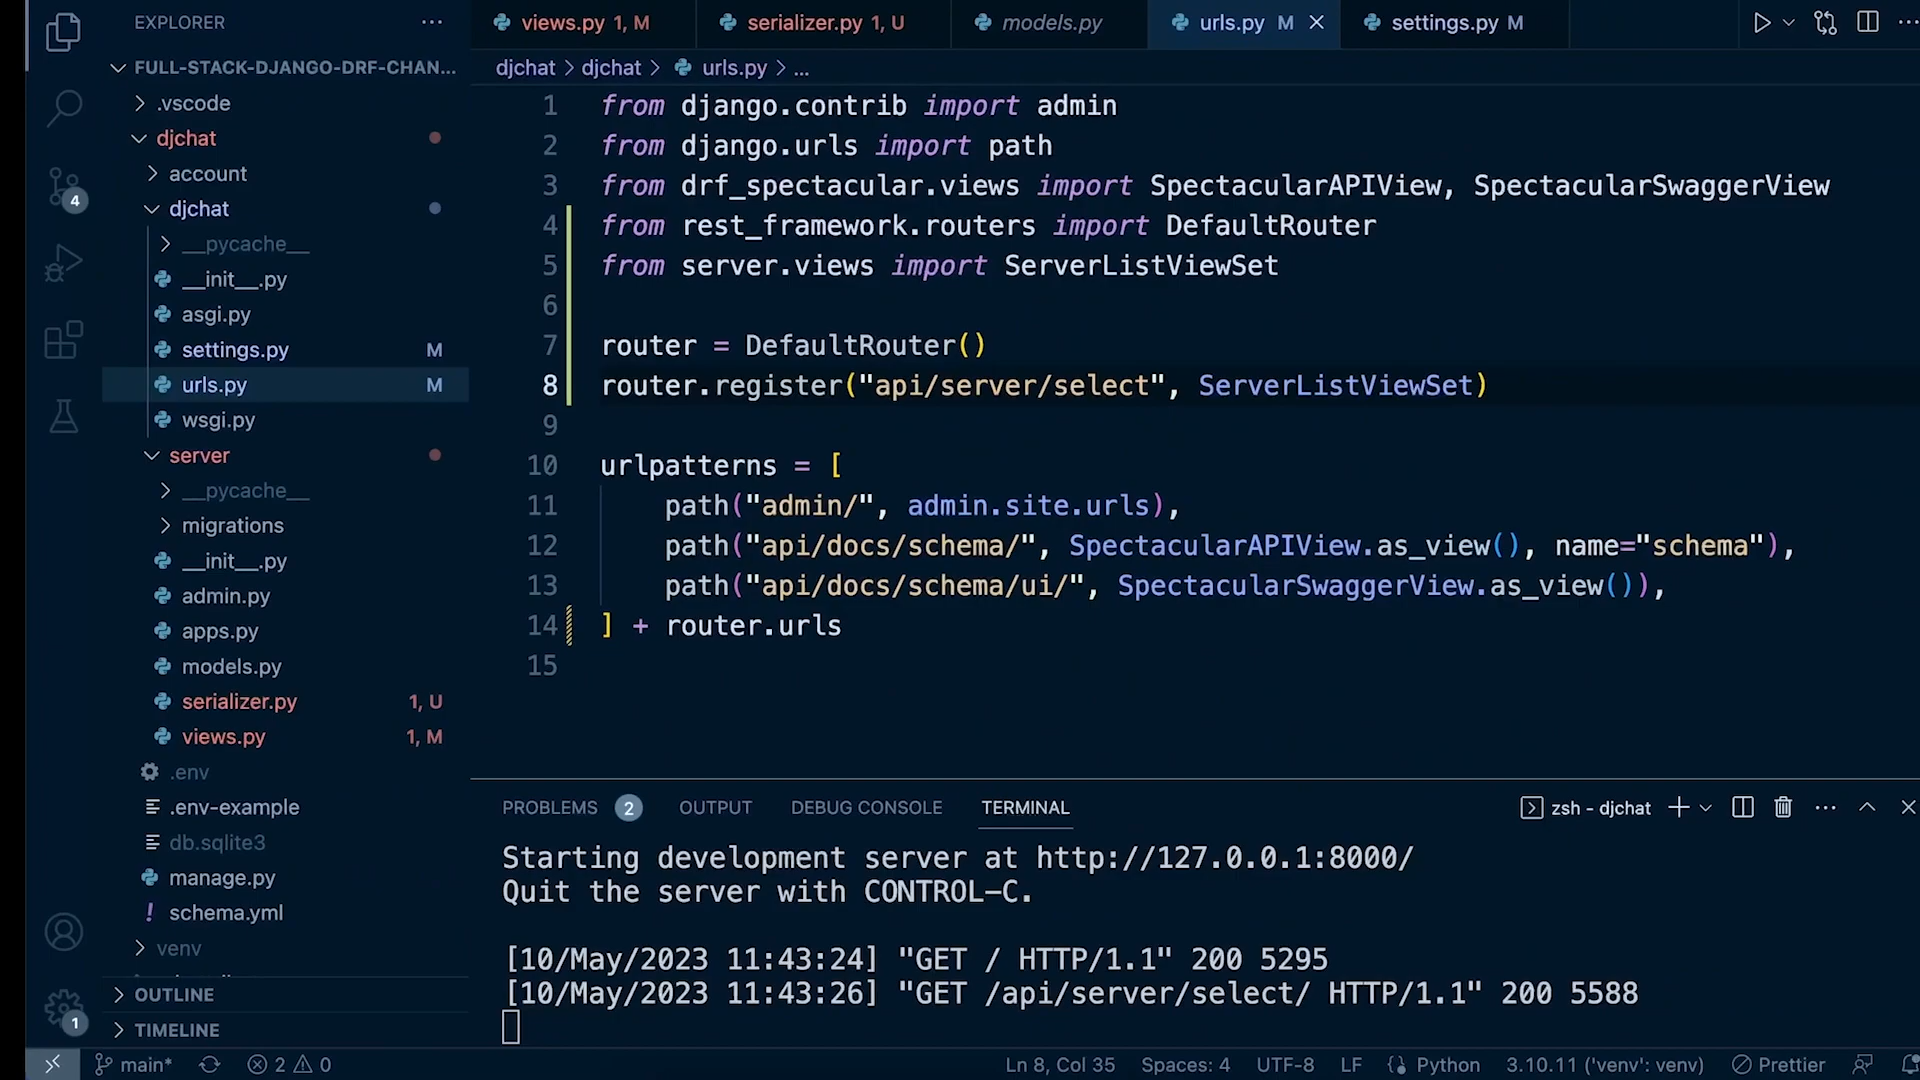 EXPLORER
FULL-STACK-DJANGO-DRF-CHAN...
.vscode
djchat
account
djchat
__pycache__
__init__.py
asgi.py
settings.py M
urls.py M
wsgi.py
server
__pycache__
migrations
__init__.py
admin.py
apps.py
models.py
serializer.py 1, U
views.py 1, M
.env
.env-example
db.sqlite3
manage.py
schema.yml
venv
OUTLINE
TIMELINE
4
1
views.py 1, M
serializer.py 1, U
models.py
urls.py M
settings.py M
djchat > djchat > urls.py > ...
1 from django.contrib import admin
2 from django.urls import path
3 from drf_spectacular.views import SpectacularAPIView, SpectacularSwaggerView
4 from rest_framework.routers import DefaultRouter
5 from server.views import ServerListViewSet
6
7 router = DefaultRouter()
8 router.register("api/server/select", ServerListViewSet)
9
10 urlpatterns = [
11 path("admin/", admin.site.urls),
12 path("api/docs/schema/", SpectacularAPIView.as_view(), name="schema"),
13 path("api/docs/schema/ui/", SpectacularSwaggerView.as_view()),
14 ] + router.urls
15
PROBLEMS 2 OUTPUT DEBUG CONSOLE TERMINAL zsh - djchat
Starting development server at http://127.0.0.1:8000/
Quit the server with CONTROL-C.
[10/May/2023 11:43:24] "GET / HTTP/1.1" 200 5295
[10/May/2023 11:43:26] "GET /api/server/select/ HTTP/1.1" 200 5588
main* 2 0 Ln 8, Col 35 Spaces: 4 UTF-8 LF Python 3.10.11 ('venv': venv) Prettier